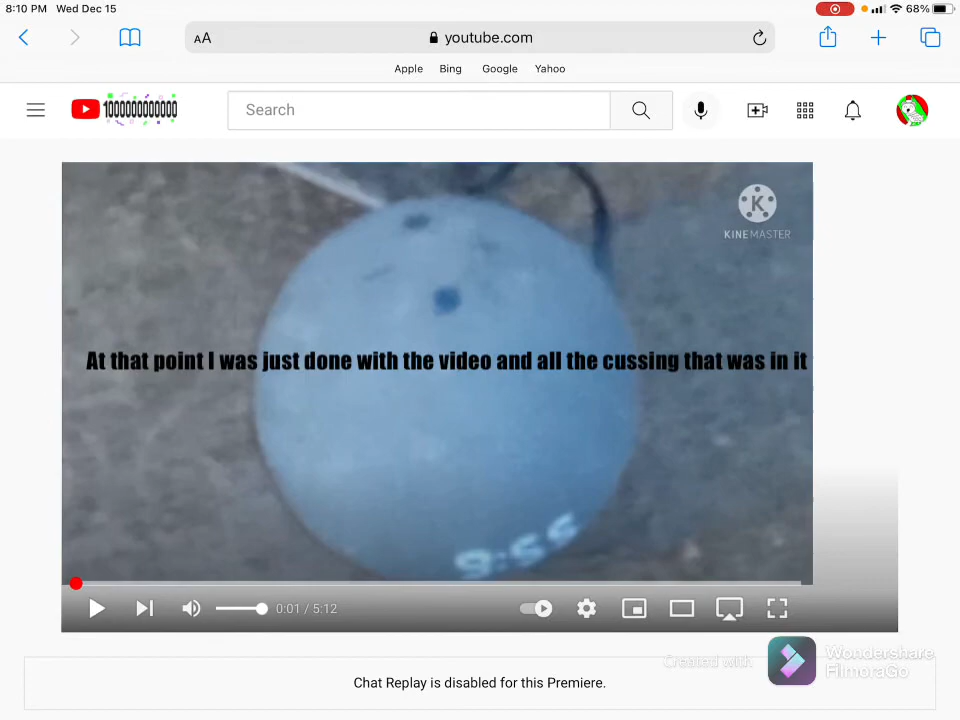 8:10 PM Wed Dec 15
68%
AA
youtube.com
Apple Bing Google Yahoo
1000000000000
Search
K
KINEMASTER
At that point I was just done with the video and all the cussing that was in it
9:55
0:01 / 5:12
Created with
Wondershare
FilmoraGo
Chat Replay is disabled for this Premiere.